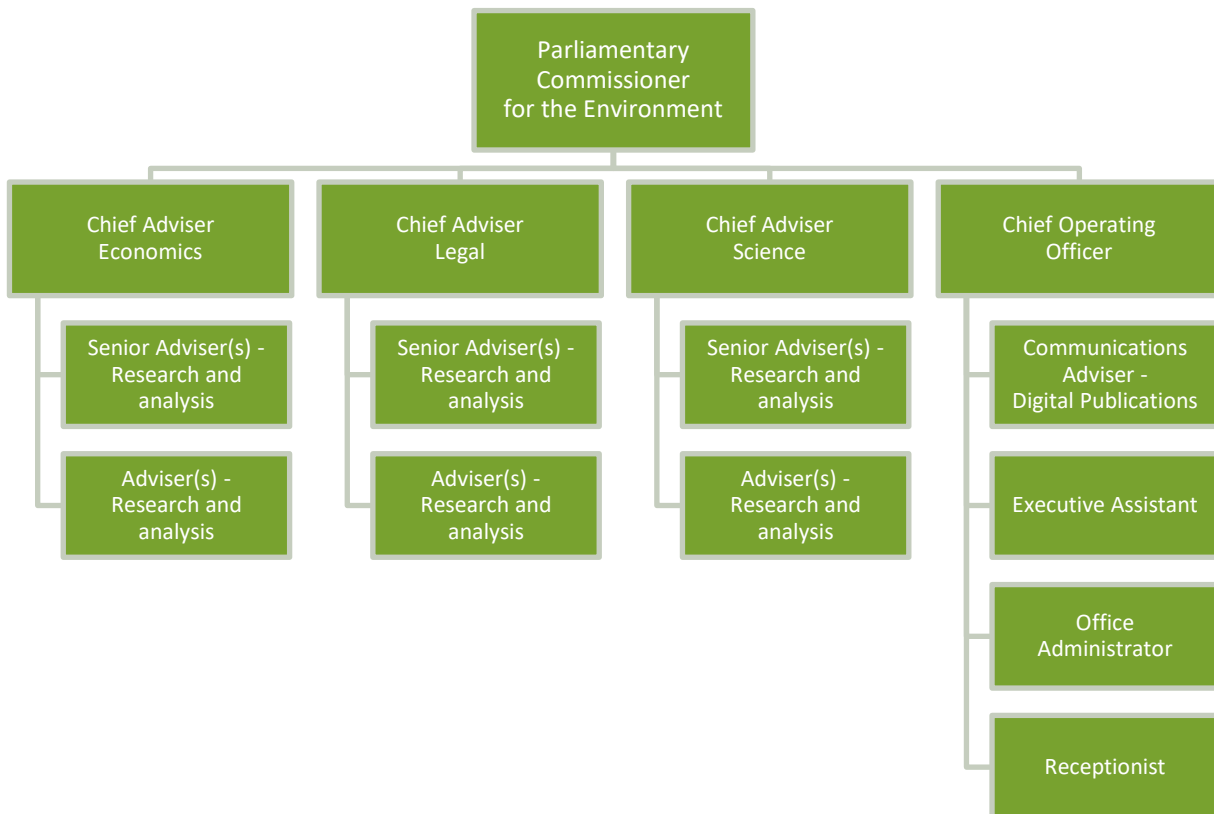 Parliamentary
Commissioner
for the Environment
Chief Adviser
Economics
Chief Adviser
Legal
Chief Adviser
Science
Chief Operating
Officer
Senior Adviser(s) -
Research and
analysis
Senior Adviser(s) -
Research and
analysis
Senior Adviser(s) -
Research and
analysis
Communications
Adviser -
Digital Publications
Adviser(s) -
Research and
analysis
Adviser(s) -
Research and
analysis
Adviser(s) -
Research and
analysis
Executive Assistant
Office
Administrator
Receptionist